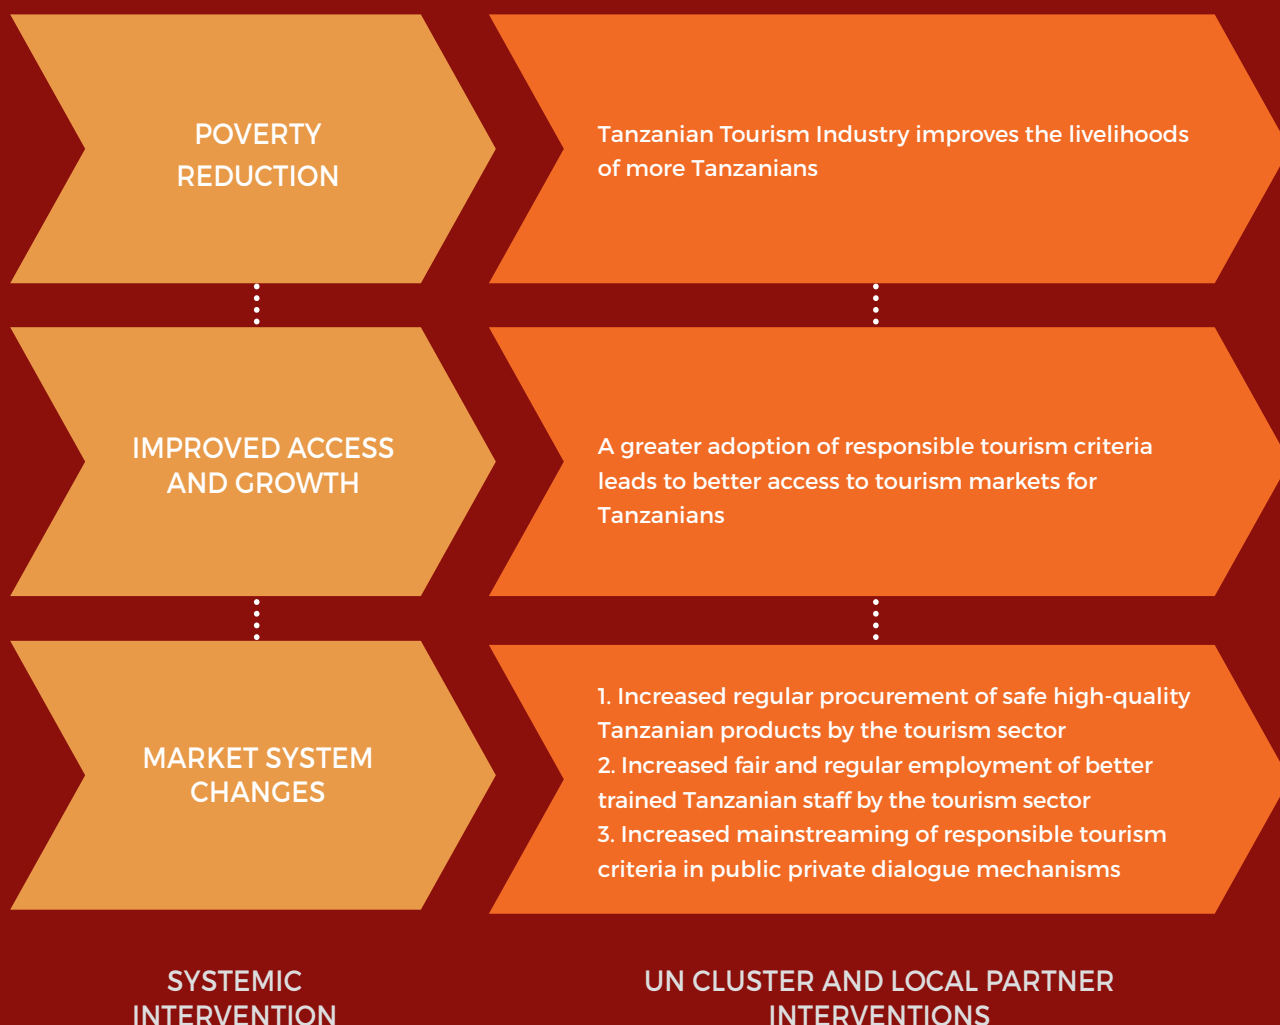 POVERTY
REDUCTION
Tanzanian Tourism Industry improves the livelihoods
of more Tanzanians
IMPROVED ACCESS
AND GROWTH
A greater adoption of responsible tourism criteria
leads to better access to tourism markets for
Tanzanians
MARKET SYSTEM
CHANGES
1. Increased regular procurement of safe high-quality
Tanzanian products by the tourism sector
2. Increased fair and regular employment of better
trained Tanzanian staff by the tourism sector
3. Increased mainstreaming of responsible tourism
criteria in public private dialogue mechanisms
SYSTEMIC
INTERVENTION
UN CLUSTER AND LOCAL PARTNER
INTERVENTIONS